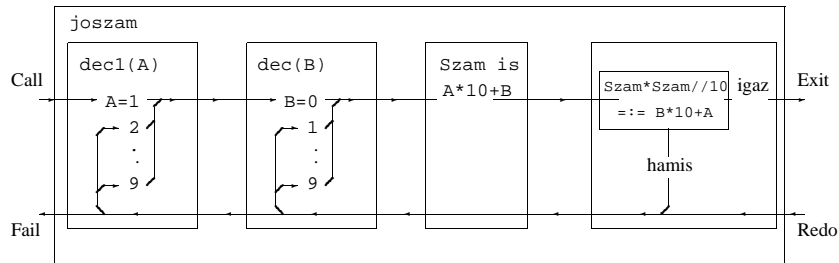 joszam
dec1(A)
dec(B)
Szam is
A*10+B
Call
A=1
2
.
.
9
B=0
1
.
.
9
Szam*Szam//10
=:= B*10+A
igaz
hamis
Exit
Fail
Redo